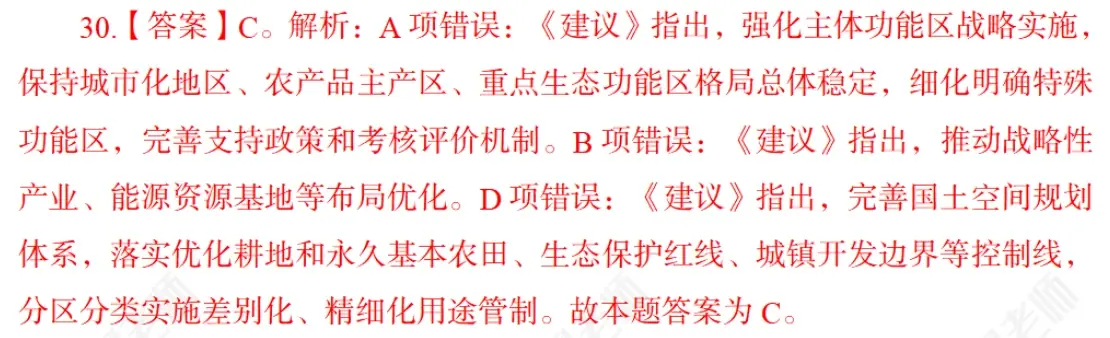 30.【答案】C。解析：A 项错误：《建议》指出，强化主体功能区战略实施，
保持城市化地区、农产品主产区、重点生态功能区格局总体稳定，细化明确特殊
功能区，完善支持政策和考核评价机制。B 项错误：《建议》指出，推动战略性
产业、能源资源基地等布局优化。D 项错误：《建议》指出，完善国土空间规划
体系，落实优化耕地和永久基本农田、生态保护红线、城镇开发边界等控制线，
分区分类实施差别化、精细化用途管制。故本题答案为 C。